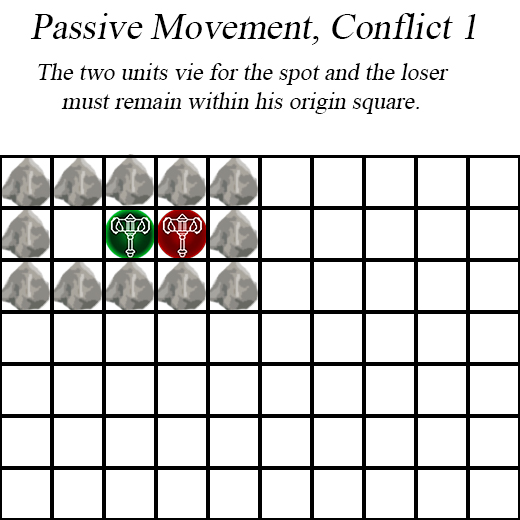 Passive Movement, Conflict 1
The two units vie for the spot and the loser
must remain within his origin square.